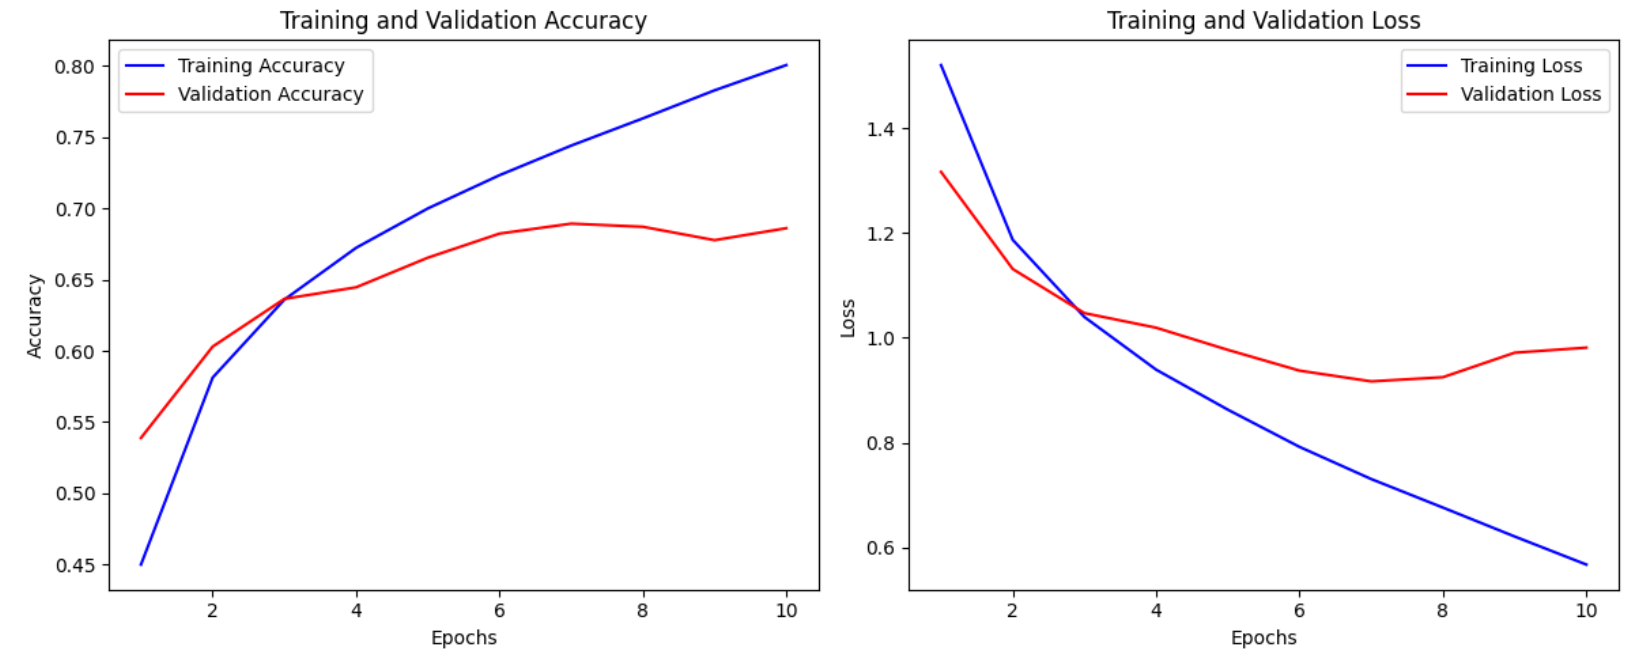 Training and Validation Accuracy
Training Accuracy
Validation Accuracy
0.80
0.75
0.70
0.65
0.60
0.55
0.50
0.45
Accuracy
2 4 6 8 10
Epochs
Training and Validation Loss
Training Loss
Validation Loss
1.4
1.2
1.0
0.8
0.6
Loss
2 4 6 8 10
Epochs